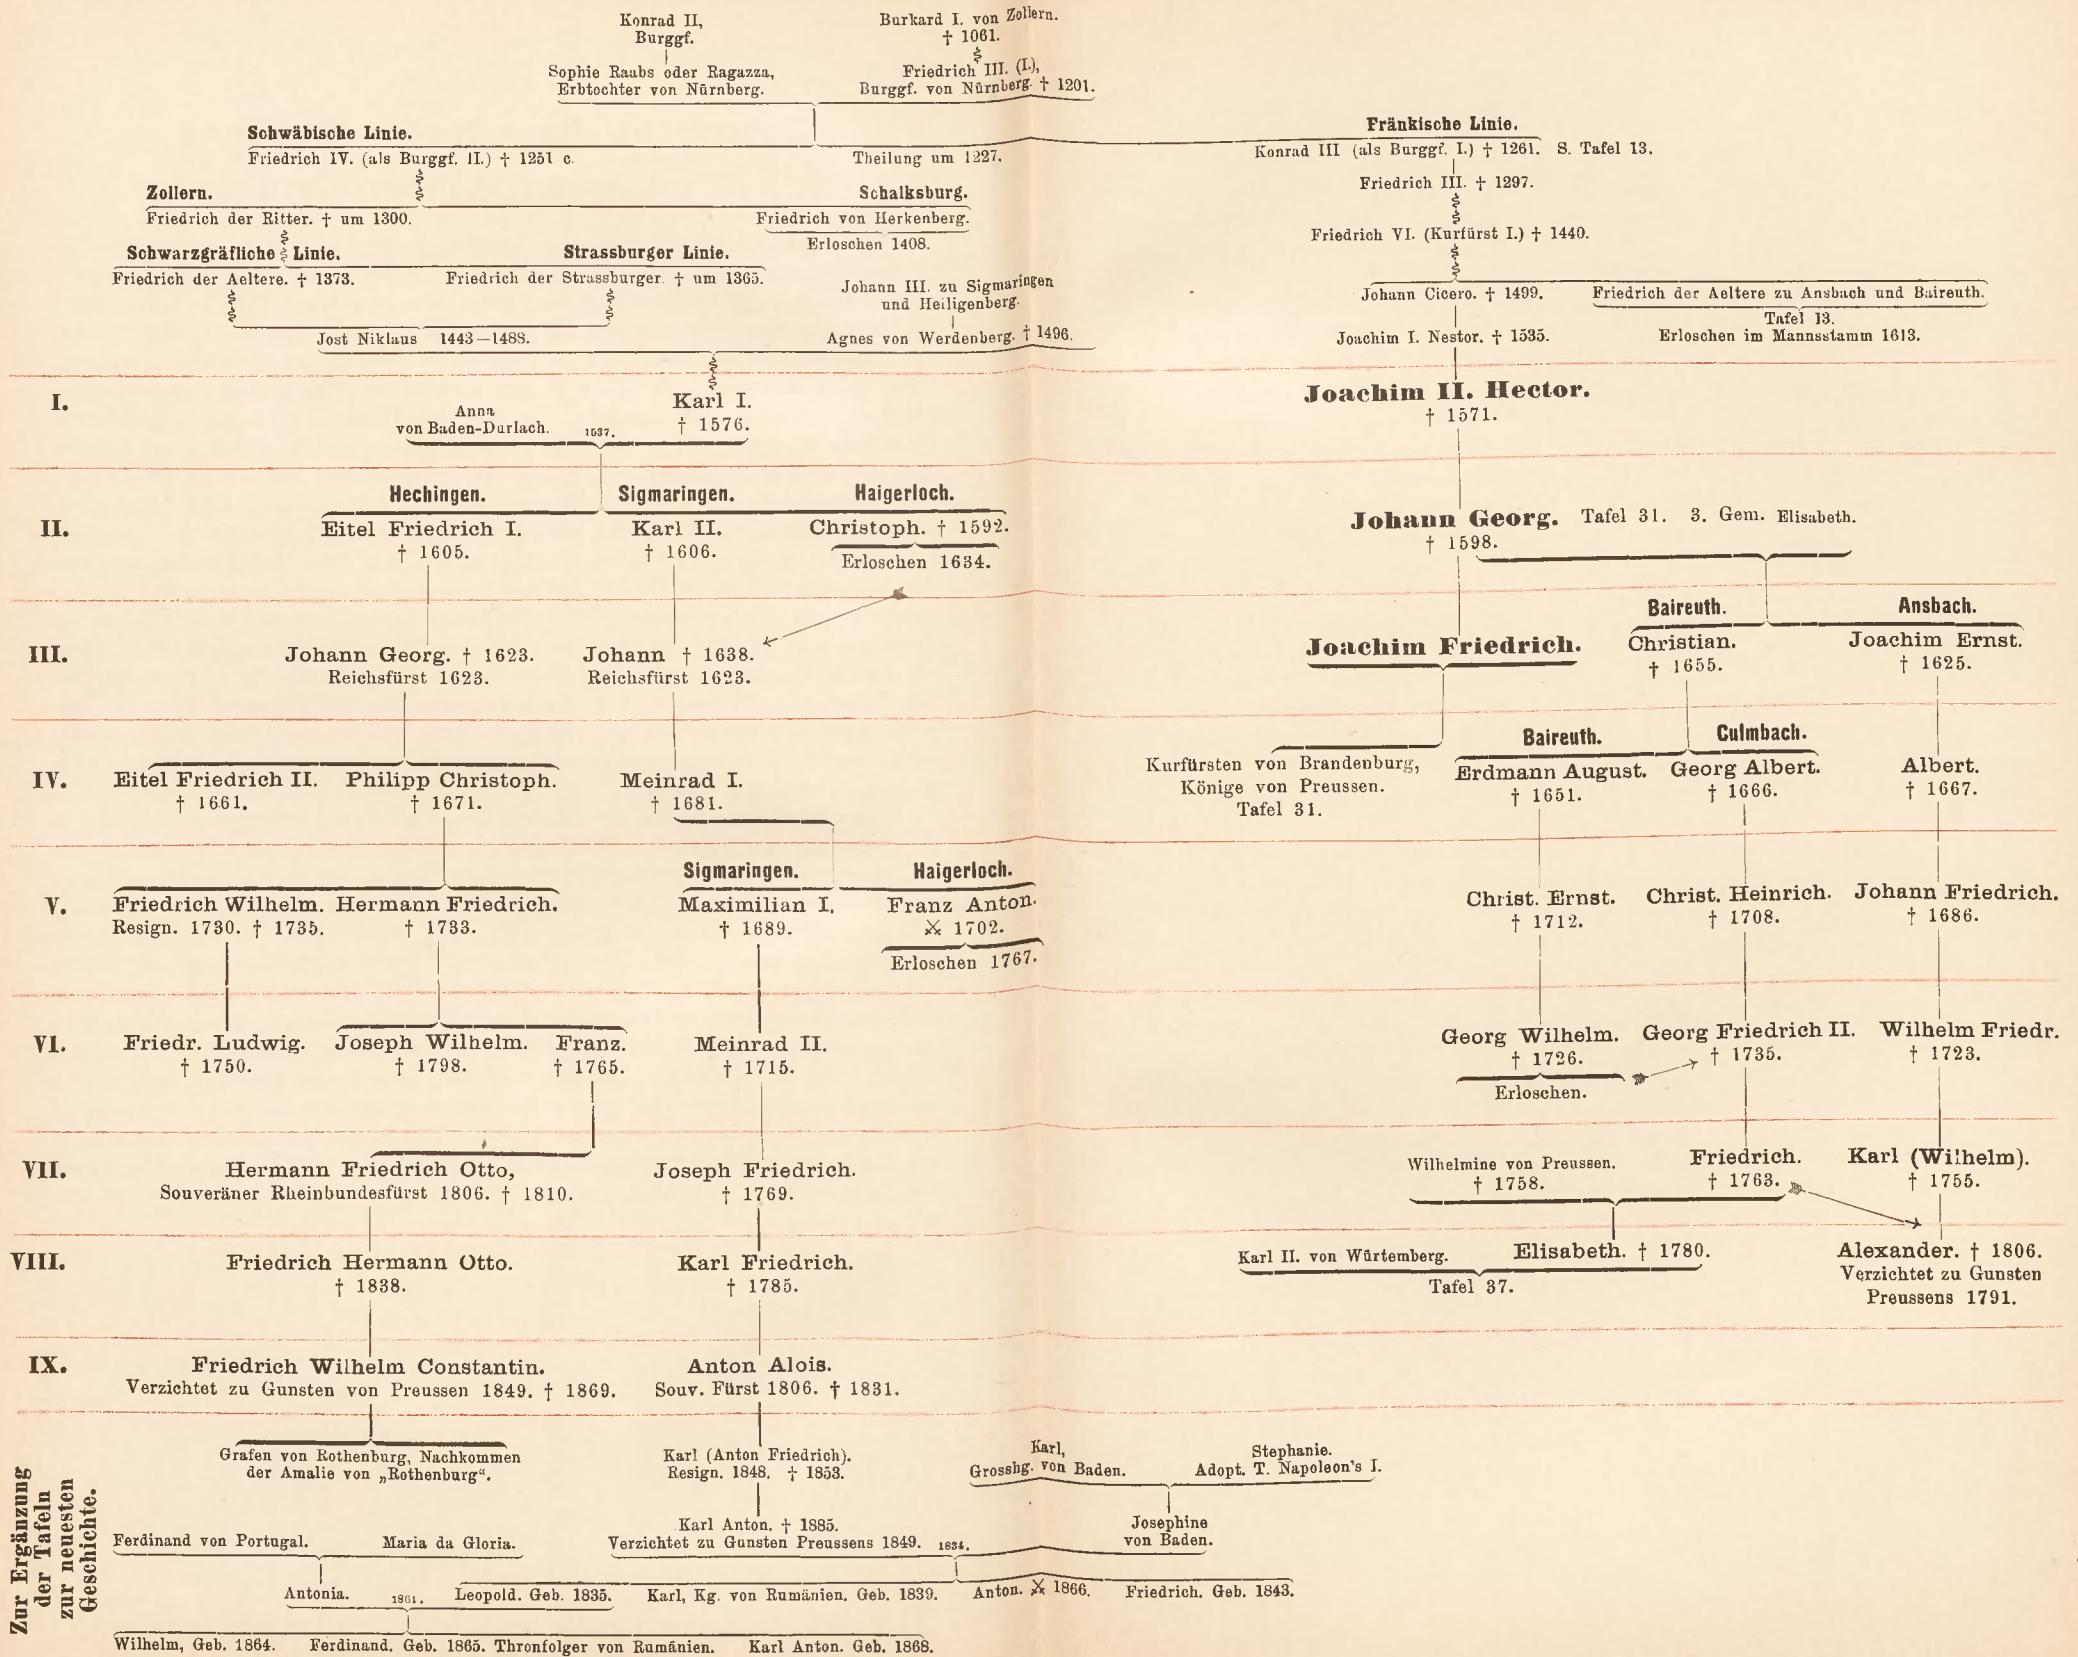 Konrad II,
Burggf.
Burkard I. von Zollern.
† 1061.
Sophie Raabs oder Ragazza,
Erbtochter von Nürnberg.
Friedrich III. (I.),
Burggf. von Nürnberg. † 1201.
Schwäbische Linie.
Fränkische Linie.
Friedrich IV. (als Burggf. II.) † 1251 c.
Theilung um 1227.
Konrad III (als Burggf. I.) † 1261. S. Tafel 13.
Zollern.
Schalksburg.
Friedrich III. † 1297.
Friedrich der Ritter. † um 1300.
Friedrich von Herkenberg.
Erloschen 1408.
Friedrich VI. (Kurfürst I.) † 1440.
Schwarzgräfliche Linie.
Strassburger Linie.
Friedrich der Aeltere. † 1373.
Friedrich der Strassburger. † um 1365.
Johann III. zu Sigmaringen
und Heiligenberg.
Johann Cicero. † 1499.
Friedrich der Aeltere zu Ansbach und Baireuth.
Tafel 13.
Erloschen im Mannsstamm 1613.
Jost Niklaus 1443—1488.
Agnes von Werdenberg. † 1496.
Joachim I. Nestor. † 1535.
I.
Anna
von Baden-Durlach.
1537.
Karl I.
† 1576.
Joachim II. Hector.
† 1571.
Hechingen.
Sigmaringen.
Haigerloch.
II.
Eitel Friedrich I.
† 1605.
Karl II.
† 1606.
Christoph. † 1592.
Erloschen 1634.
Johann Georg. Tafel 31. 3. Gem. Elisabeth.
† 1598.
Baireuth.
Ansbach.
III.
Johann Georg. † 1623.
Reichsfürst 1623.
Johann † 1638.
Reichsfürst 1623.
Joachim Friedrich.
Christian.
† 1655.
Joachim Ernst.
† 1625.
Baireuth.
Culmbach.
IV.
Eitel Friedrich II.
† 1661.
Philipp Christoph.
† 1671.
Meinrad I.
† 1681.
Kurfürsten von Brandenburg,
Könige von Preussen.
Tafel 31.
Erdmann August.
† 1651.
Georg Albert.
† 1666.
Albert.
† 1667.
Sigmaringen.
Haigerloch.
V.
Friedrich Wilhelm.
Resign. 1730. † 1735.
Hermann Friedrich.
† 1733.
Maximilian I.
† 1689.
Franz Anton.
⚔ 1702.
Erloschen 1767.
Christ. Ernst.
† 1712.
Christ. Heinrich.
† 1708.
Johann Friedrich.
† 1686.
VI.
Friedr. Ludwig.
† 1750.
Joseph Wilhelm.
† 1798.
Franz.
† 1765.
Meinrad II.
† 1715.
Georg Wilhelm.
† 1726.
Erloschen.
Georg Friedrich II.
† 1735.
Wilhelm Friedr.
† 1723.
VII.
Hermann Friedrich Otto,
Souveräner Rheinbundesfürst 1806. † 1810.
Joseph Friedrich.
† 1769.
Wilhelmine von Preussen.
† 1758.
Friedrich.
† 1763.
Karl (Wilhelm).
† 1755.
VIII.
Friedrich Hermann Otto.
† 1838.
Karl Friedrich.
† 1785.
Karl II. von Würtemberg.
Elisabeth. † 1780.
Tafel 37.
Alexander. † 1806.
Verzichtet zu Gunsten
Preussens 1791.
IX.
Friedrich Wilhelm Constantin.
Verzichtet zu Gunsten von Preussen 1849. † 1869.
Anton Alois.
Souv. Fürst 1806. † 1831.
Zur Ergänzung
der Tafeln
zur neuesten
Geschichte.
Grafen von Rothenburg, Nachkommen
der Amalie von „Rothenburg“.
Karl (Anton Friedrich).
Resign. 1848. † 1853.
Karl,
Grosshg. von Baden.
Stephanie.
Adopt. T. Napoleon's I.
Karl Anton. † 1885.
Verzichtet zu Gunsten Preussens 1849.
1834.
Josephine
von Baden.
Ferdinand von Portugal.
Maria da Gloria.
Antonia.
1861.
Leopold. Geb. 1835.
Karl, Kg. von Rumänien. Geb. 1839.
Anton. ⚔ 1866.
Friedrich. Geb. 1843.
Wilhelm, Geb. 1864.
Ferdinand. Geb. 1865. Thronfolger von Rumänien.
Karl Anton. Geb. 1868.